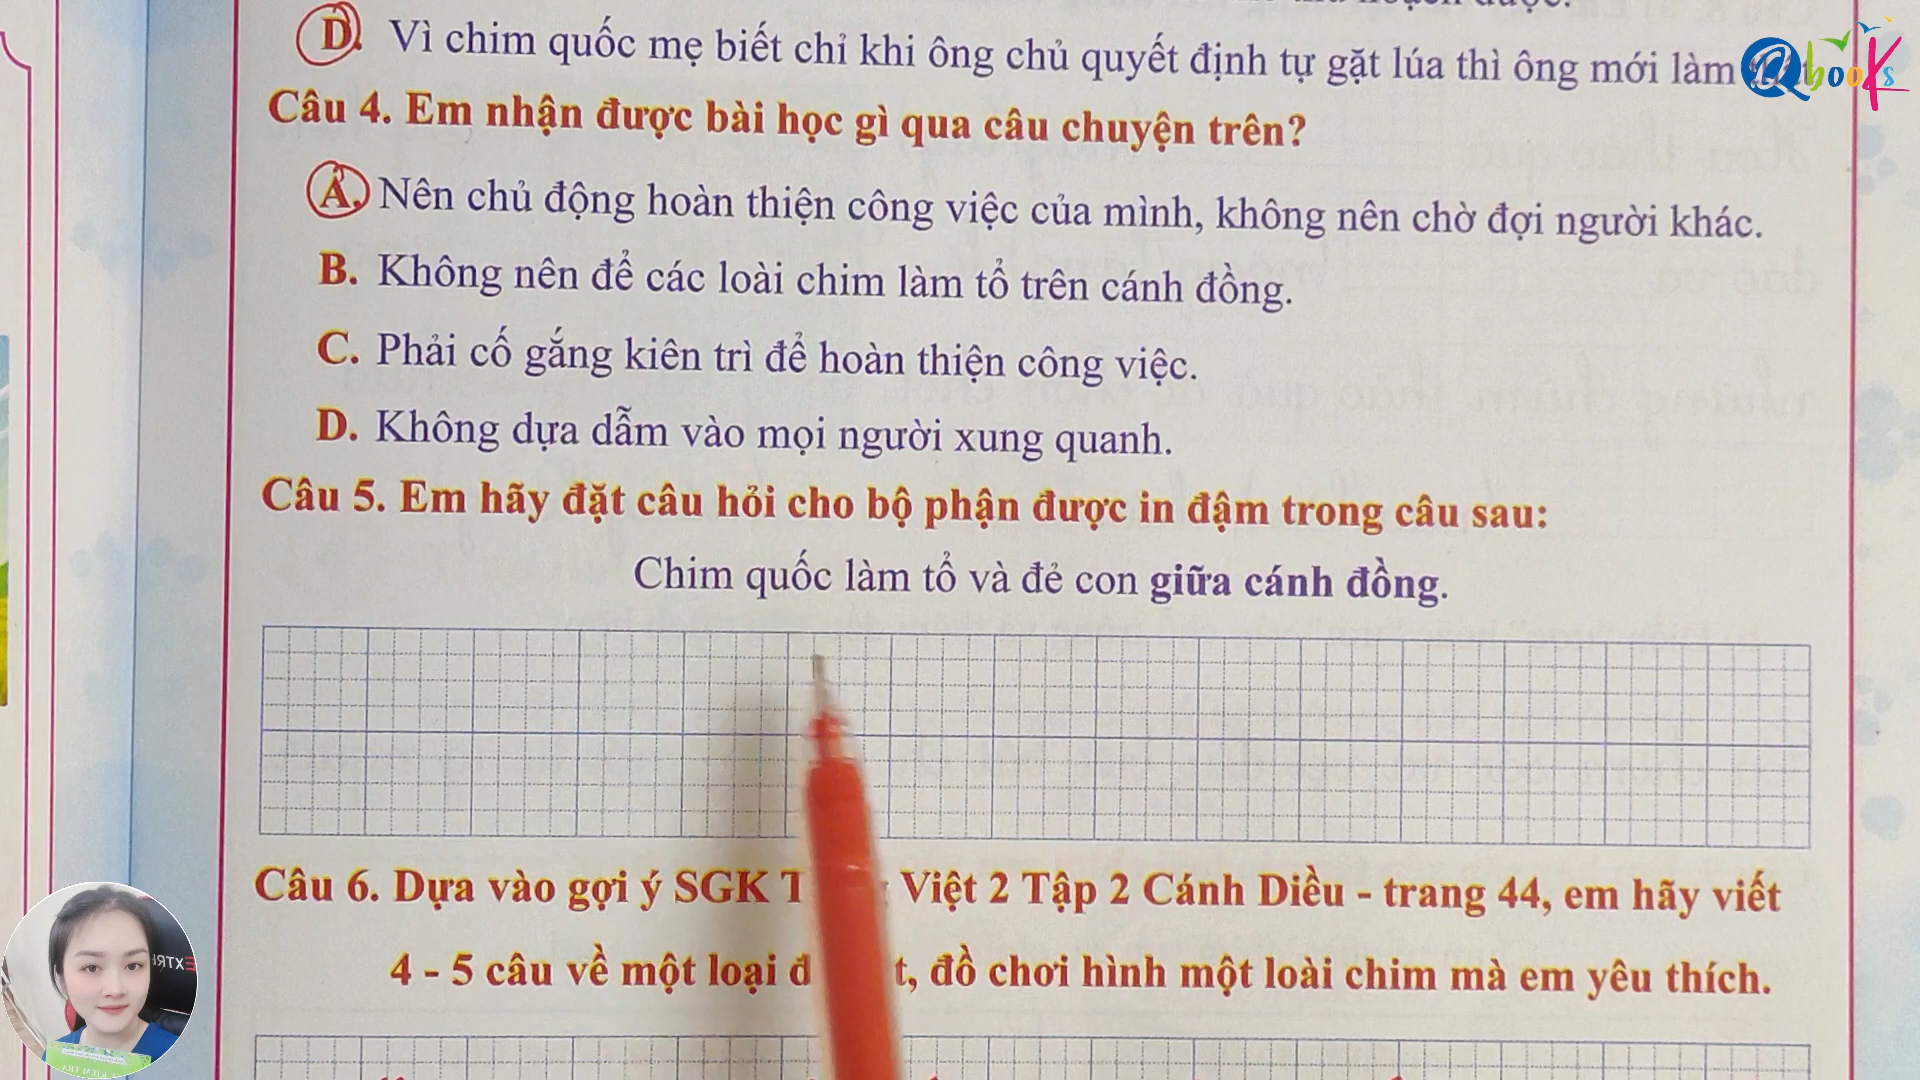 D. Vì chim quốc mẹ biết chỉ khi ông chủ quyết định tự gặt lúa thì ông mới làm
Qbooks
Câu 4. Em nhận được bài học gì qua câu chuyện trên?
A. Nên chủ động hoàn thiện công việc của mình, không nên chờ đợi người khác.
B. Không nên để các loài chim làm tổ trên cánh đồng.
C. Phải cố gắng kiên trì để hoàn thiện công việc.
D. Không dựa dẫm vào mọi người xung quanh.
Câu 5. Em hãy đặt câu hỏi cho bộ phận được in đậm trong câu sau:
Chim quốc làm tổ và đẻ con giữa cánh đồng.
Câu 6. Dựa vào gợi ý SGK Việt 2 Tập 2 Cánh Diều - trang 44, em hãy viết
4 - 5 câu về một loại đồ chơi hình một loài chim mà em yêu thích.